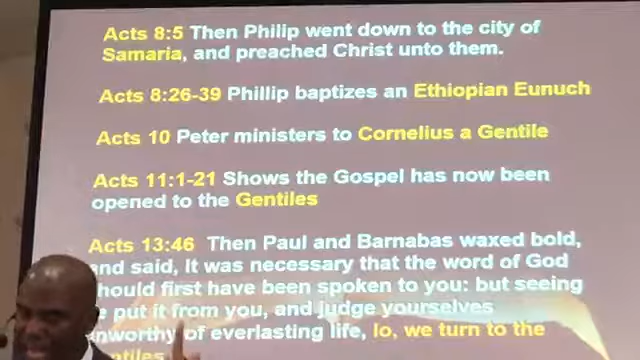 Acts 8:5 Then Philip went down to the city of
Samaria, and preached Christ unto them.
Acts 8:26-39 Phillip baptizes an Ethiopian Eunuch
Acts 10 Peter ministers to Cornelius a Gentile
Acts 11:1-21 Shows the Gospel has now been
opened to the Gentiles
Acts 13:46 Then Paul and Barnabas waxed bold,
and said, It was necessary that the word of God
should first have been spoken to you: but seeing
put it from you, and judge yourselves
unworthy of everlasting life, lo, we turn to the